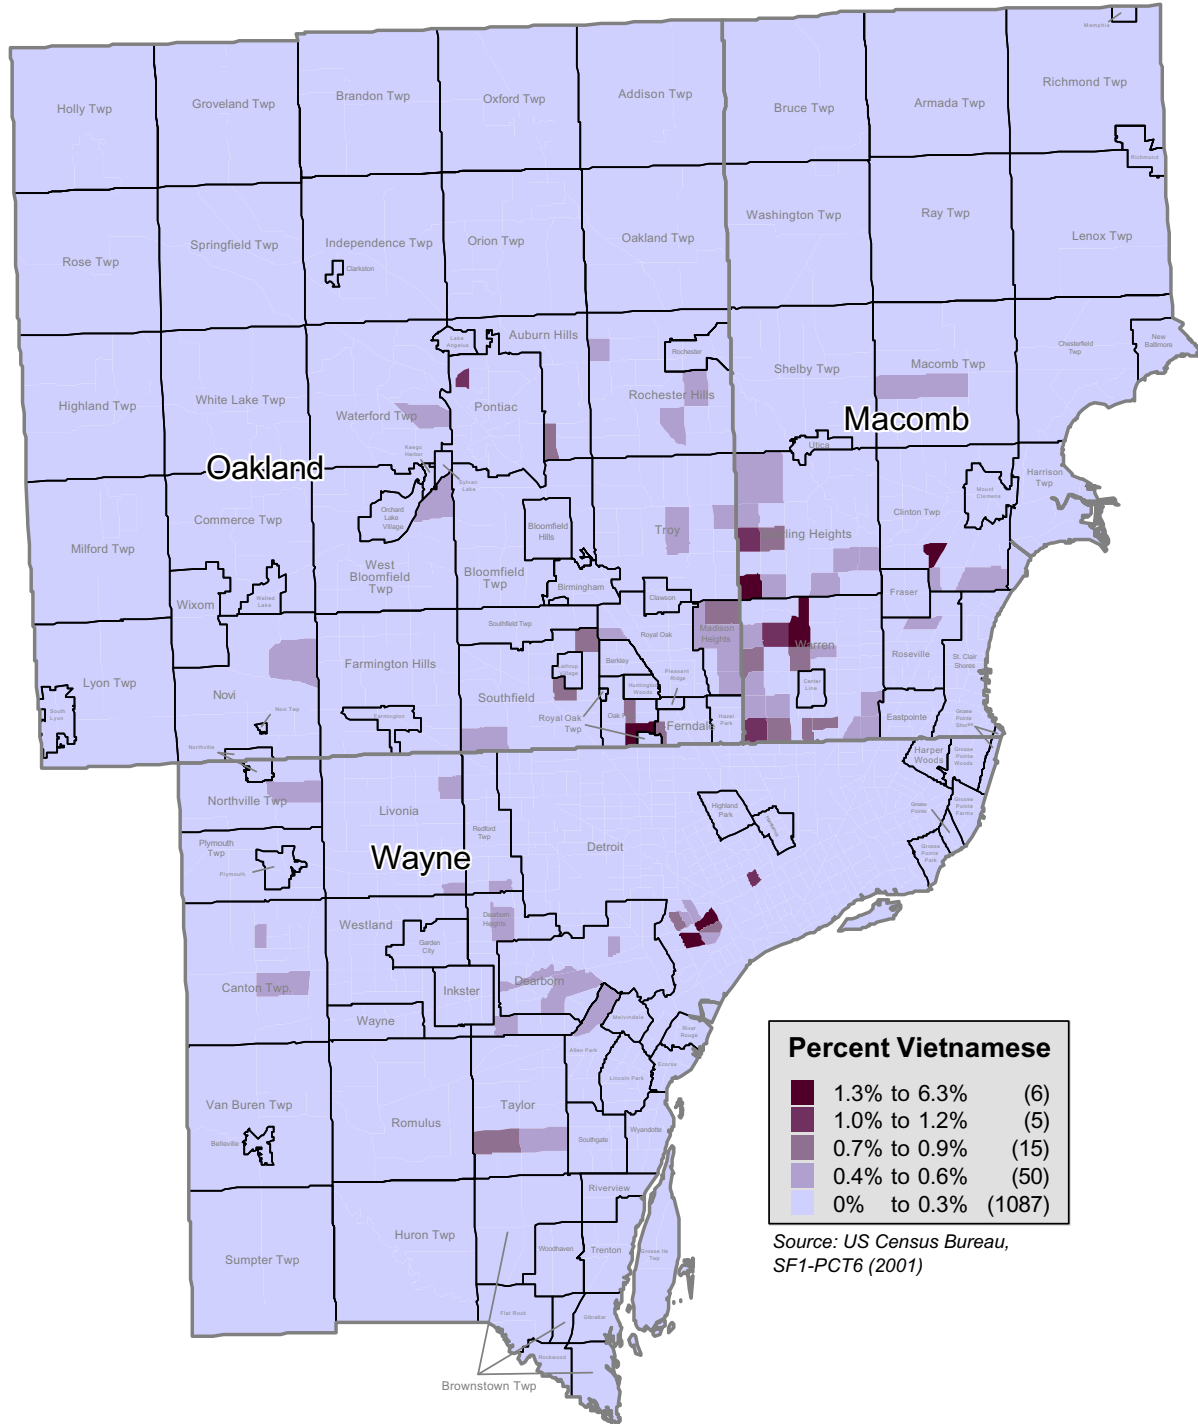 Memphis
Holly Twp
Groveland Twp
Brandon Twp
Oxford Twp
Addison Twp
Bruce Twp
Armada Twp
Richmond Twp
Richmond
Rose Twp
Springfield Twp
Independence Twp
Clarkston
Orion Twp
Oakland Twp
Washington Twp
Ray Twp
Lenox Twp
Highland Twp
White Lake Twp
Waterford Twp
Lake
Angelus
Auburn Hills
Pontiac
Rochester
Rochester Hills
Shelby Twp
Macomb Twp
Chesterfield
Twp
New
Baltimore
Macomb
Utica
Oakland
Keego
Harbor
Sylvan
Lake
Orchard
Lake
Village
Milford Twp
Commerce Twp
West
Bloomfield
Twp
Bloomfield
Twp
Bloomfield
Hills
Birmingham
Troy
Clawson
ling Heights
Clinton Twp
Mount
Clemens
Harrison
Twp
Wixom
Walled
Lake
Fraser
Lyon Twp
South
Lyon
Novi
Novi Twp
Northville
Farmington Hills
Farmington
Southfield Twp
Southfield
Lathrup
Village
Royal Oak
Berkley
Huntington
Woods
Pleasant
Ridge
Madison
Heights
Royal Oak
Twp
Oak
Ferndale
Hazel
Park
Warren
Center
Line
Roseville
St. Clair
Shores
Eastpointe
Grosse
Pointe
Shores
Northville Twp
Livonia
Redford
Twp
Detroit
Highland
Park
Hamtramck
Harper
Woods
Grosse
Pointe
Woods
Grosse
Pointe
Farms
Grosse
Pointe
Grosse
Pointe
Park
Plymouth
Twp
Plymouth
Wayne
Westland
Garden
City
Dearborn
Heights
Dearborn
Inkster
Canton Twp.
Wayne
Melvindale
River
Rouge
Allen Park
Ecorse
Lincoln Park
Van Buren Twp
Belleville
Romulus
Taylor
Southgate
Wyandotte
Riverview
Sumpter Twp
Huron Twp
Woodhaven
Trenton
Grosse Ile
Twp
Flat Rock
Gibraltar
Rockwood
Brownstown Twp
Percent Vietnamese
1.3% to 6.3% (6)
1.0% to 1.2% (5)
0.7% to 0.9% (15)
0.4% to 0.6% (50)
0% to 0.3% (1087)
Source: US Census Bureau,
SF1-PCT6 (2001)